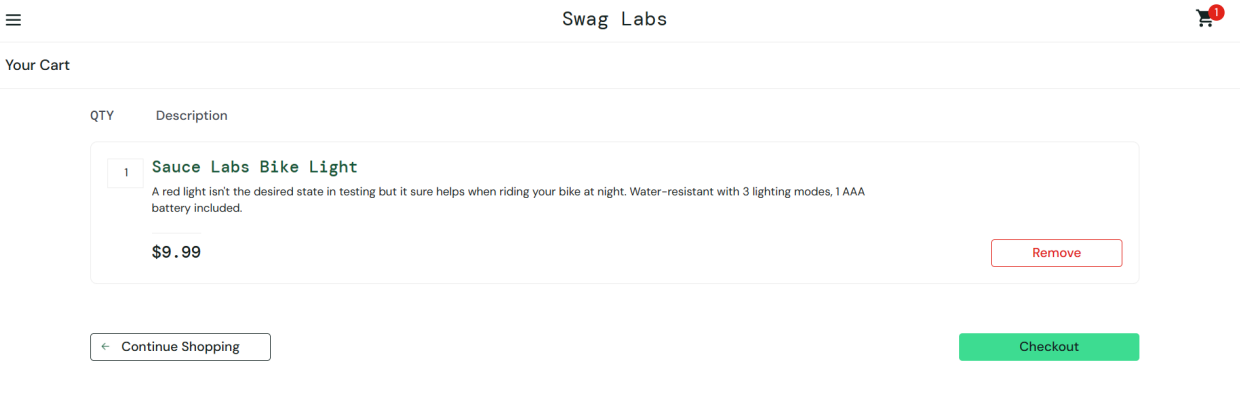 Swag Labs
1
Your Cart
QTY Description
1
Sauce Labs Bike Light
A red light isn't the desired state in testing but it sure helps when riding your bike at night. Water-resistant with 3 lighting modes, 1 AAA
battery included.
$9.99
Remove
← Continue Shopping
Checkout